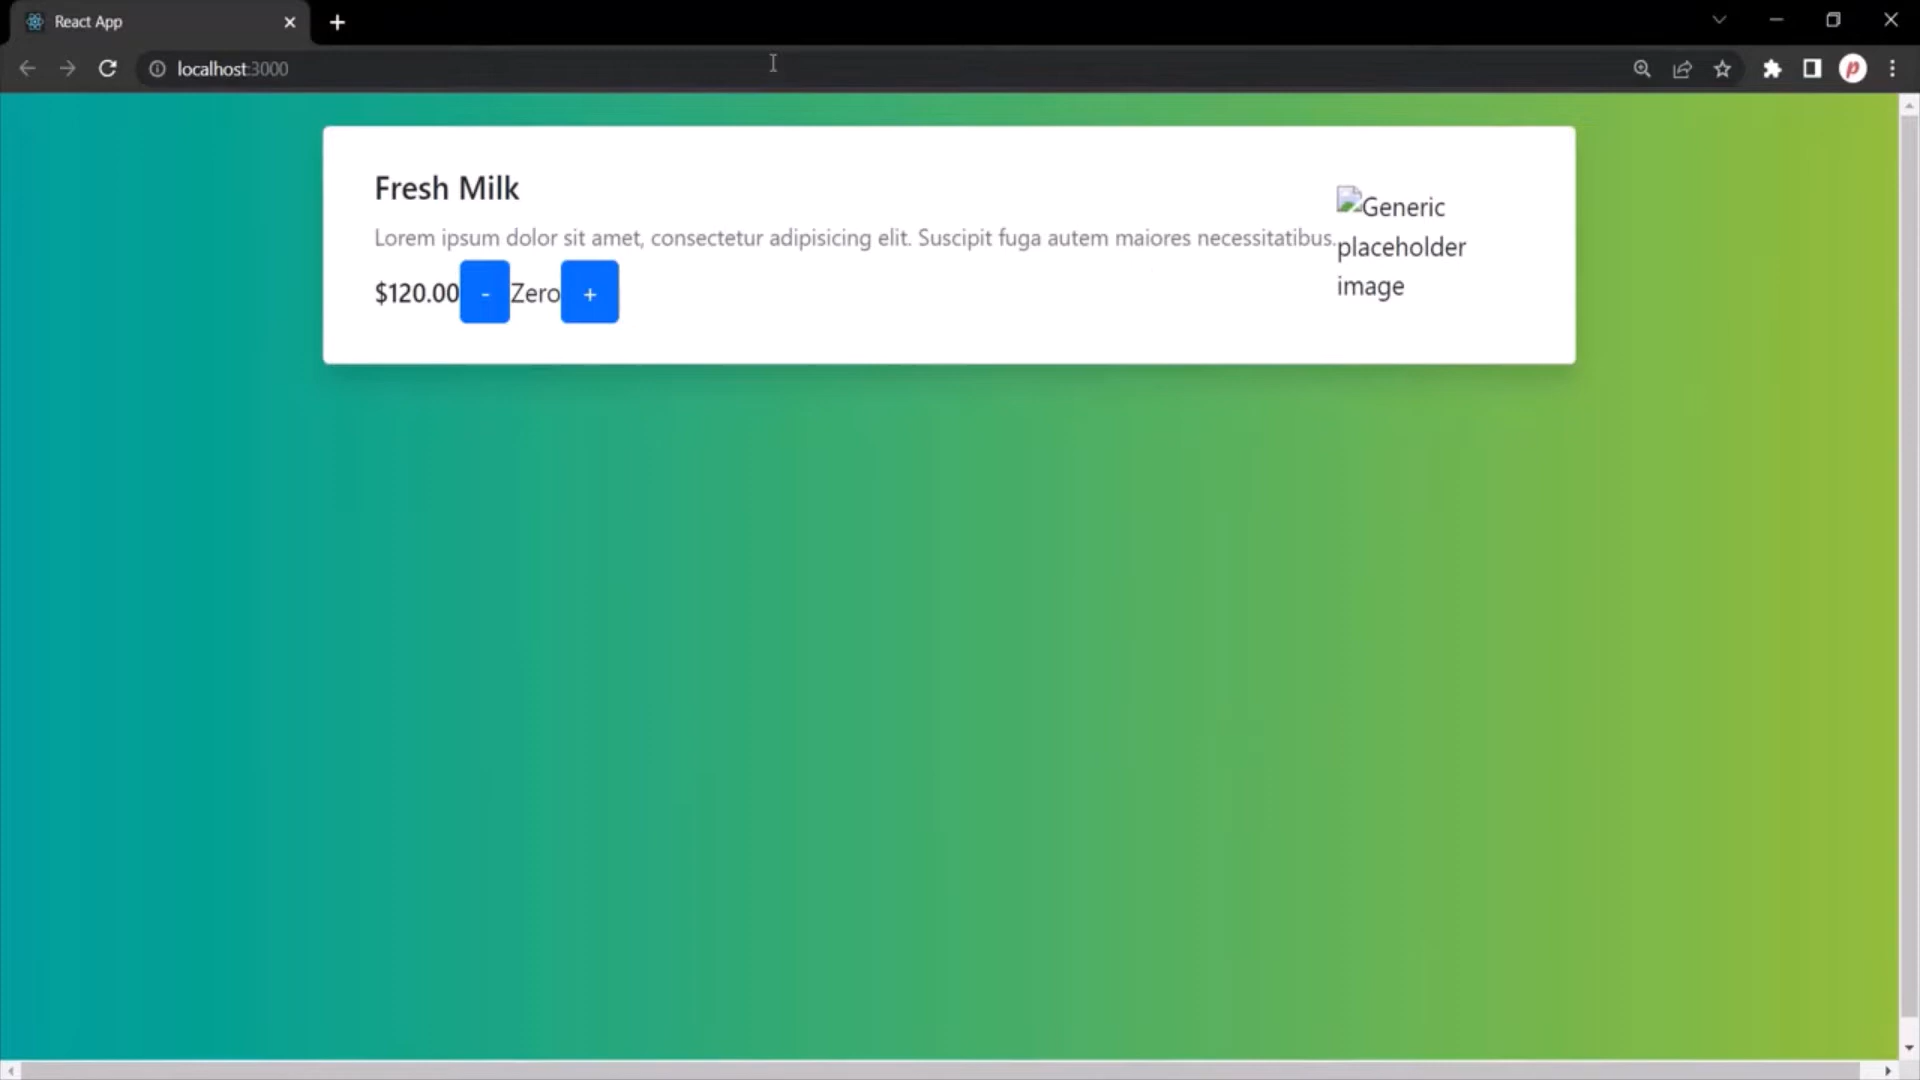 React App
localhost:3000
Fresh Milk
Lorem ipsum dolor sit amet, consectetur adipisicing elit. Suscipit fuga autem maiores necessitatibus.
$120.00 - Zero +
Generic
placeholder
image